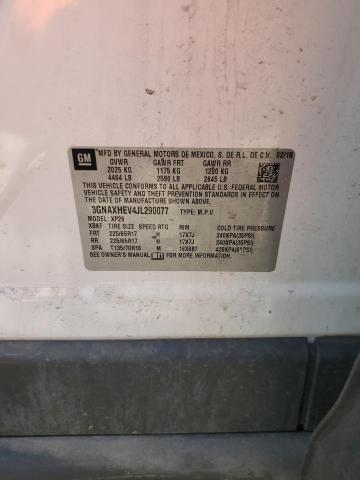 GM
MFD BY GENERAL MOTORS DE MEXICO, S. DE R.L. DE C.V. 02/18
GVWR GAWR FRT GAWR RR
2025 KG 1175 KG 1200 KG
4464 LB 2590 LB 2645 LB
THIS VEHICLE CONFORMS TO ALL APPLICABLE U.S. FEDERAL MOTOR
VEHICLE SAFETY AND THEFT PREVENTION STANDARDS IN EFFECT ON THE
DATE OF MANUFACTURE SHOWN ABOVE.
3GNAXHEV4JL290077 TYPE: M.P.V.
MODEL: XP26
XBKF TIRE SIZE SPEED RTG RIM COLD TIRE PRESSURE
FRT 225/65R17 H 17X7J 240KPA(35PSI)
RR 225/65R17 H 17X7J 240KPA(35PSI)
SPA T135/70R16 M 16X4BT 420KPA(60PSI)
SEE OWNER'S MANUAL FOR ADDITIONAL INFORMATION.